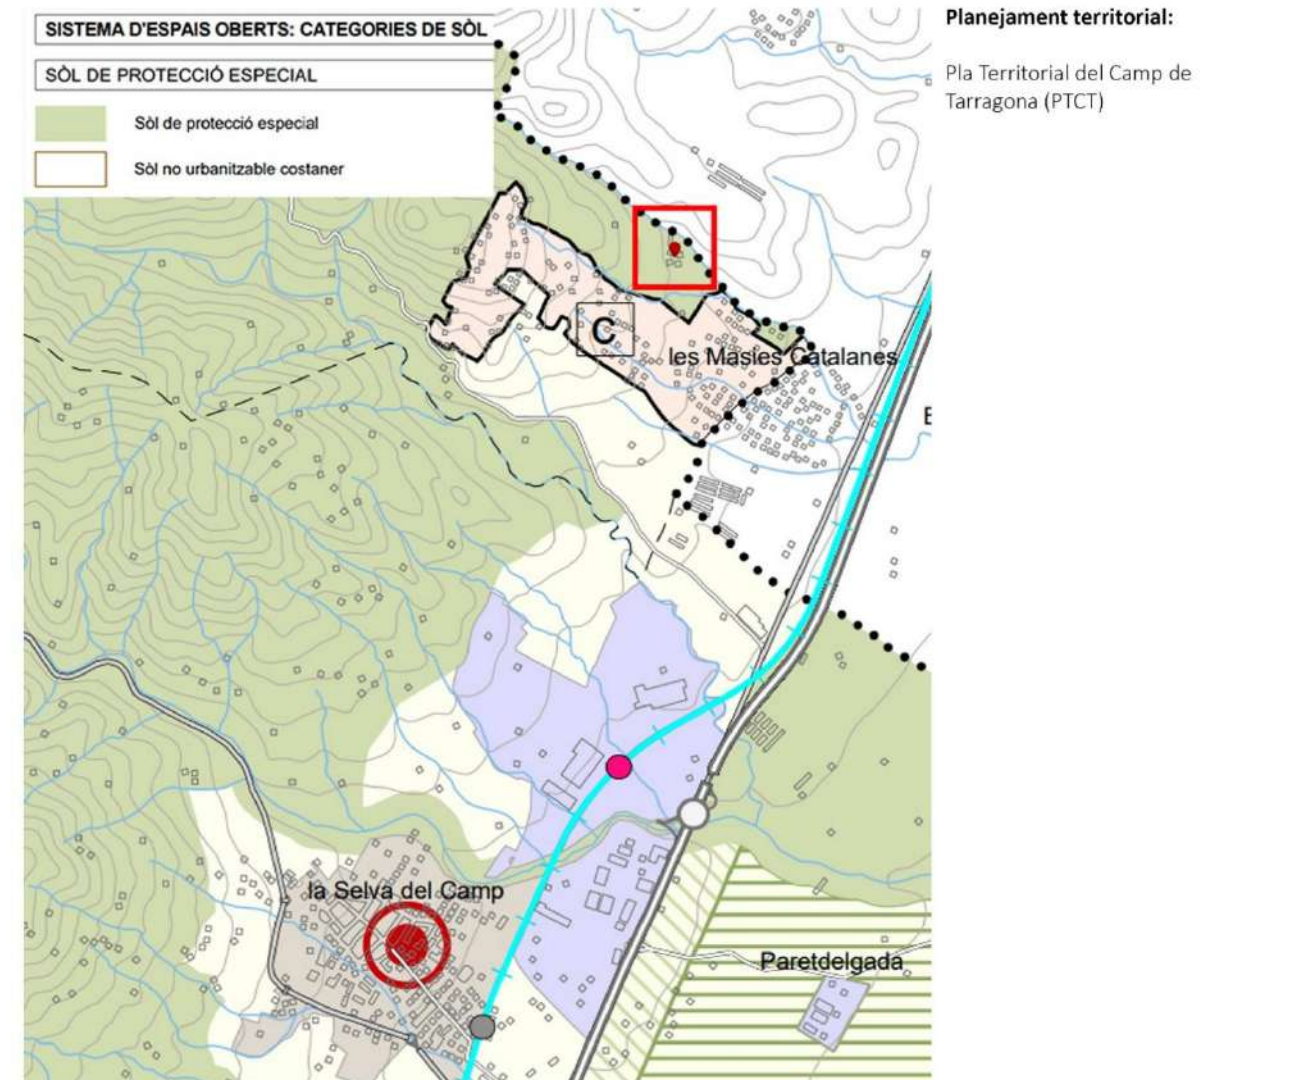 SISTEMA D'ESPAIS OBERTS: CATEGORIES DE SÒL
SÒL DE PROTECCIÓ ESPECIAL
Sòl de protecció especial
Sòl no urbanitzable costaner
Planejament territorial:
Pla Territorial del Camp de
Tarragona (PTCT)
C
les Masies Catalanes
E
la Selva del Camp
Paretdelgada